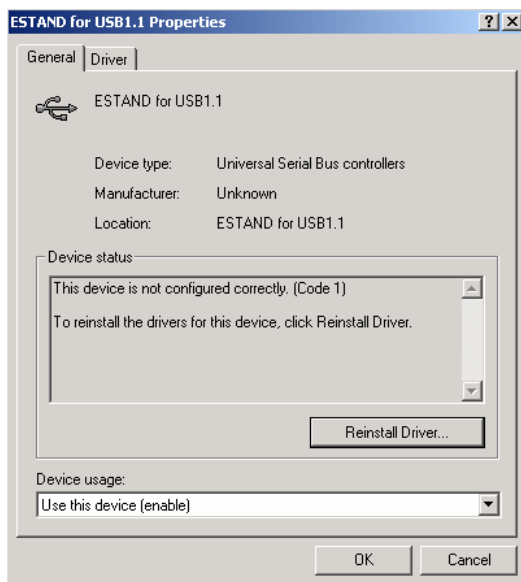 ESTAND for USB1.1 Properties
General
Driver
ESTAND for USB1.1
Device type: Universal Serial Bus controllers
Manufacturer: Unknown
Location: ESTAND for USB1.1
Device status
This device is not configured correctly. (Code 1)
To reinstall the drivers for this device, click Reinstall Driver.
Reinstall Driver...
Device usage:
Use this device (enable)
OK
Cancel